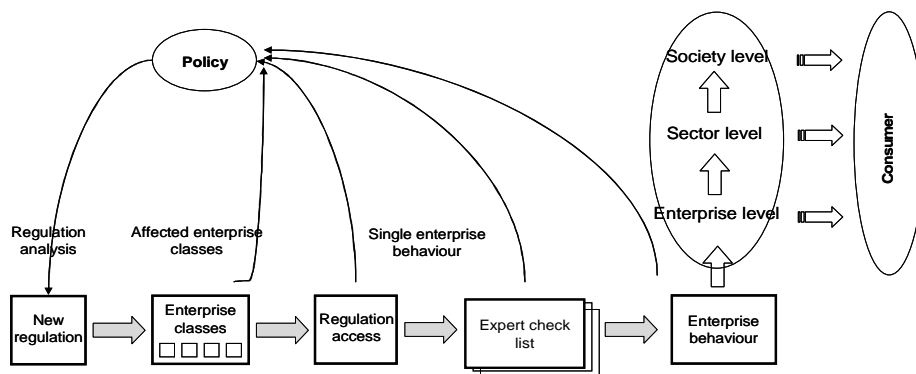 Policy
Society level
Sector level
Enterprise level
Consumer
Regulation
analysis
Affected enterprise
classes
Single enterprise
behaviour
New
regulation
Enterprise
classes
Regulation
access
Expert check
list
Enterprise
behaviour